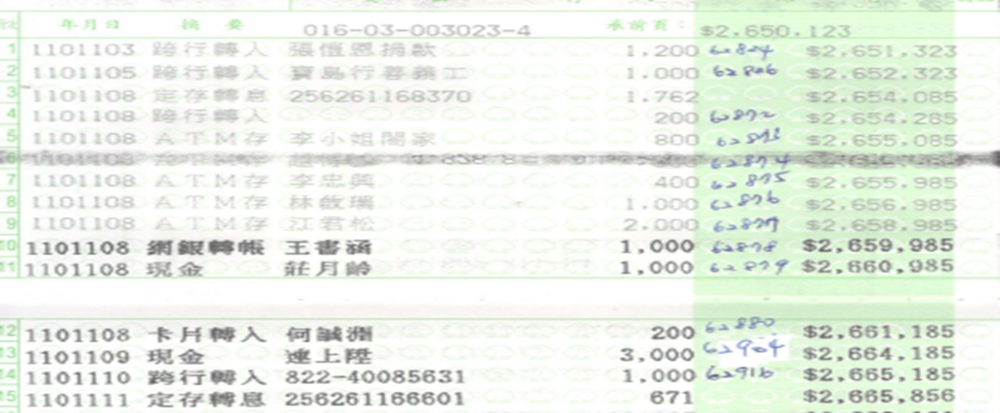 年月日 摘要 016-03-003023-4 承前頁： $2,650,123
1 1101103 跨行轉入 張愷恩捐款 1,200 62804 $2,651,323
2 1101105 跨行轉入 寶島行善義工 1,000 62806 $2,652,323
3 1101108 定存轉息 256261168370 1,762 $2,654,085
4 1101108 跨行轉入 200 62872 $2,654,285
5 1101108 ATM存 李小姐闔家 800 62873 $2,655,085
62874
7 1101108 ATM存 李忠興 400 62875 $2,655,985
8 1101108 ATM存 林啟瑞 1,000 62876 $2,656,985
9 1101108 ATM存 江君松 2,000 62877 $2,658,985
10 1101108 網銀轉帳 王書涵 1,000 62878 $2,659,985
11 1101108 現金 莊月齡 1,000 62879 $2,660,985
12 1101108 卡片轉入 何誠淵 200 62880 $2,661,185
13 1101109 現金 連上陞 3,000 62904 $2,664,185
14 1101110 跨行轉入 822-40085631 1,000 62916 $2,665,185
15 1101111 定存轉息 256261166601 671 $2,665,856